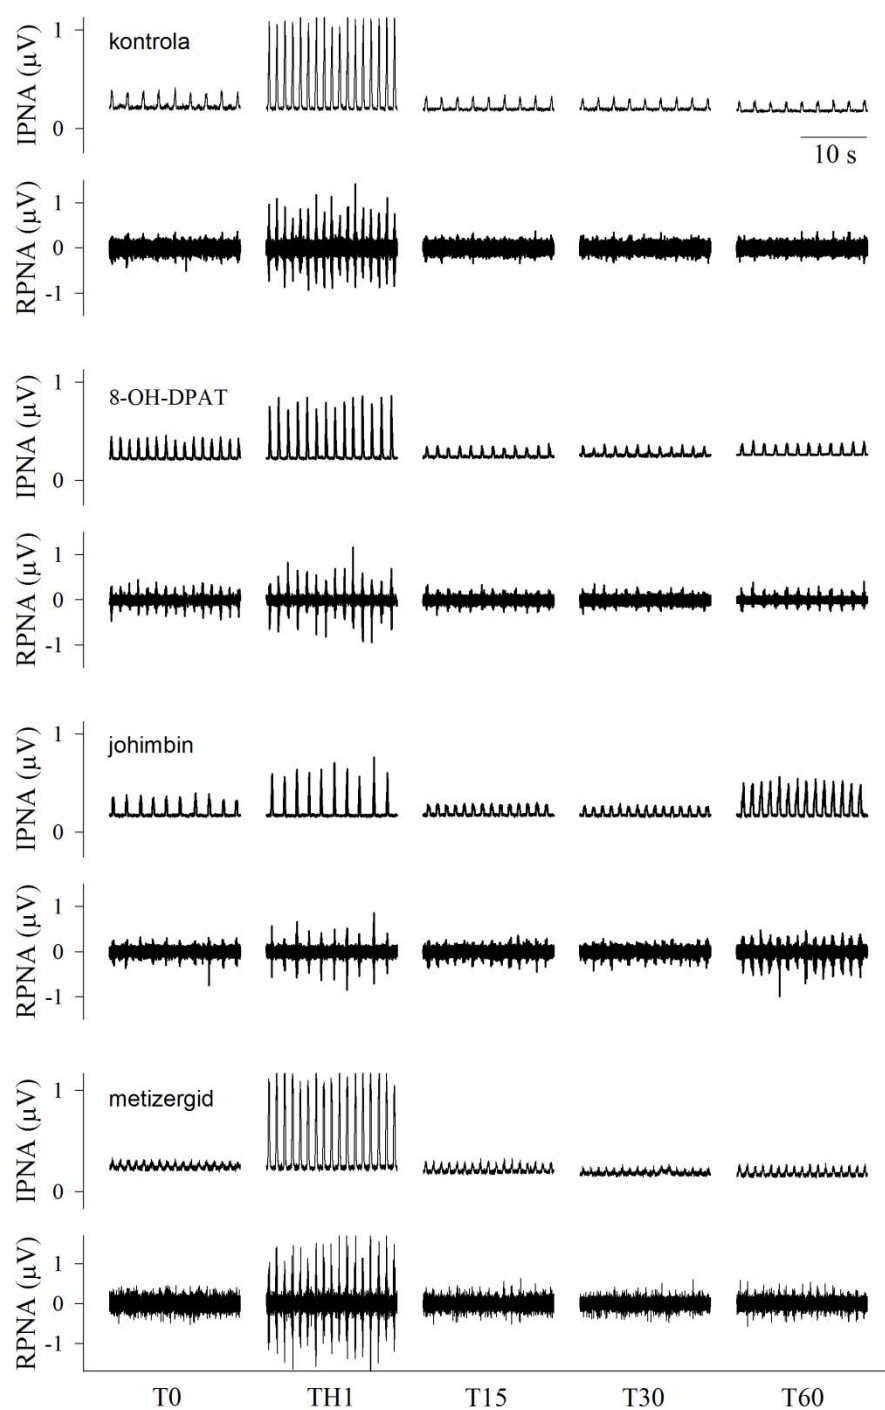 IPNA (µV)
1
kontrola
0
10 s
RPNA (µV)
1
0
-1
IPNA (µV)
1
8-OH-DPAT
0
RPNA (µV)
1
0
-1
IPNA (µV)
1
johimbin
0
RPNA (µV)
1
0
-1
IPNA (µV)
1
metizergid
0
RPNA (µV)
1
0
-1
T0 TH1 T15 T30 T60